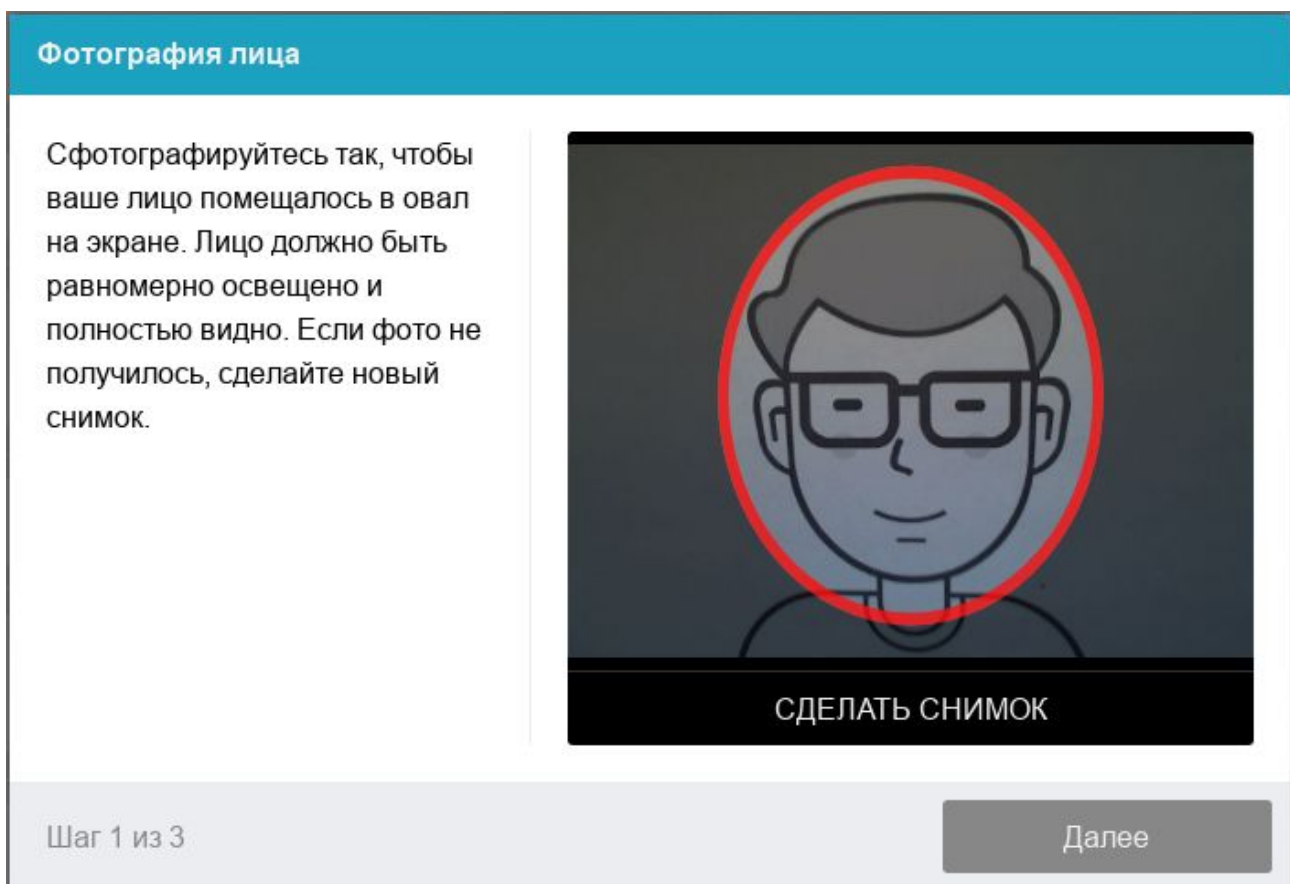 Фотография лица
Сфотографируйтесь так, чтобы
ваше лицо помещалось в овал
на экране. Лицо должно быть
равномерно освещено и
полностью видно. Если фото не
получилось, сделайте новый
снимок.
СДЕЛАТЬ СНИМОК
Шаг 1 из 3
Далее